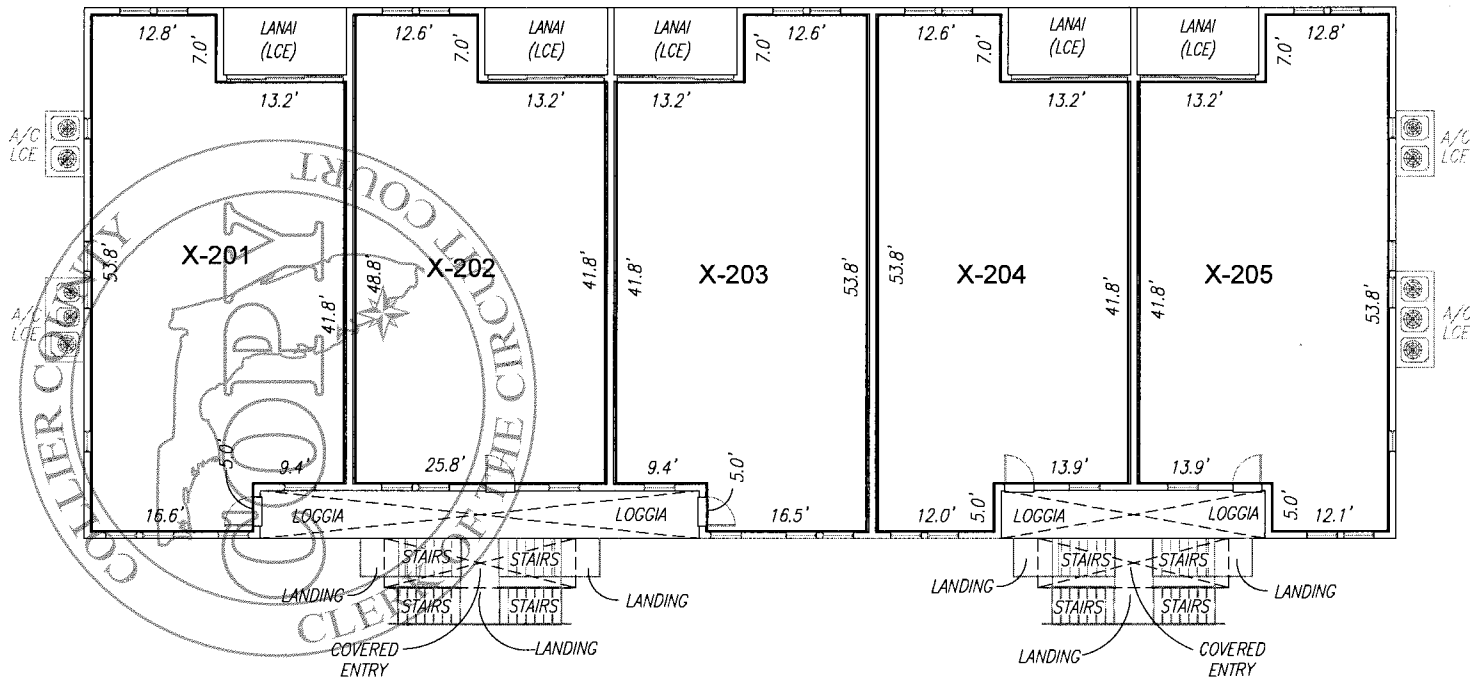 12.8'
7.0'
LANAI
(LCE)
12.6'
7.0'
LANAI
(LCE)
LANAI
(LCE)
7.0'
12.6'
12.6'
7.0'
LANAI
(LCE)
LANAI
(LCE)
7.0'
12.8'
13.2'
13.2'
13.2'
13.2'
13.2'
A/C
LCE
A/C
LCE
A/C
LCE
A/C
LCE
X-201
X-202
X-203
X-204
X-205
53.8'
41.8'
48.8'
41.8'
41.8'
53.8'
53.8'
41.8'
41.8'
53.8'
5.0'
9.4'
25.8'
9.4'
5.0'
13.9'
13.9'
16.6'
LOGGIA
LOGGIA
16.5'
12.0'
5.0'
LOGGIA
LOGGIA
5.0'
12.1'
STAIRS
STAIRS
STAIRS
STAIRS
LANDING
LANDING
LANDING
COVERED
ENTRY
STAIRS
STAIRS
STAIRS
STAIRS
LANDING
LANDING
LANDING
COVERED
ENTRY
COLLIER COUNTY
CLERK OF THE CIRCUIT COURT
COPY